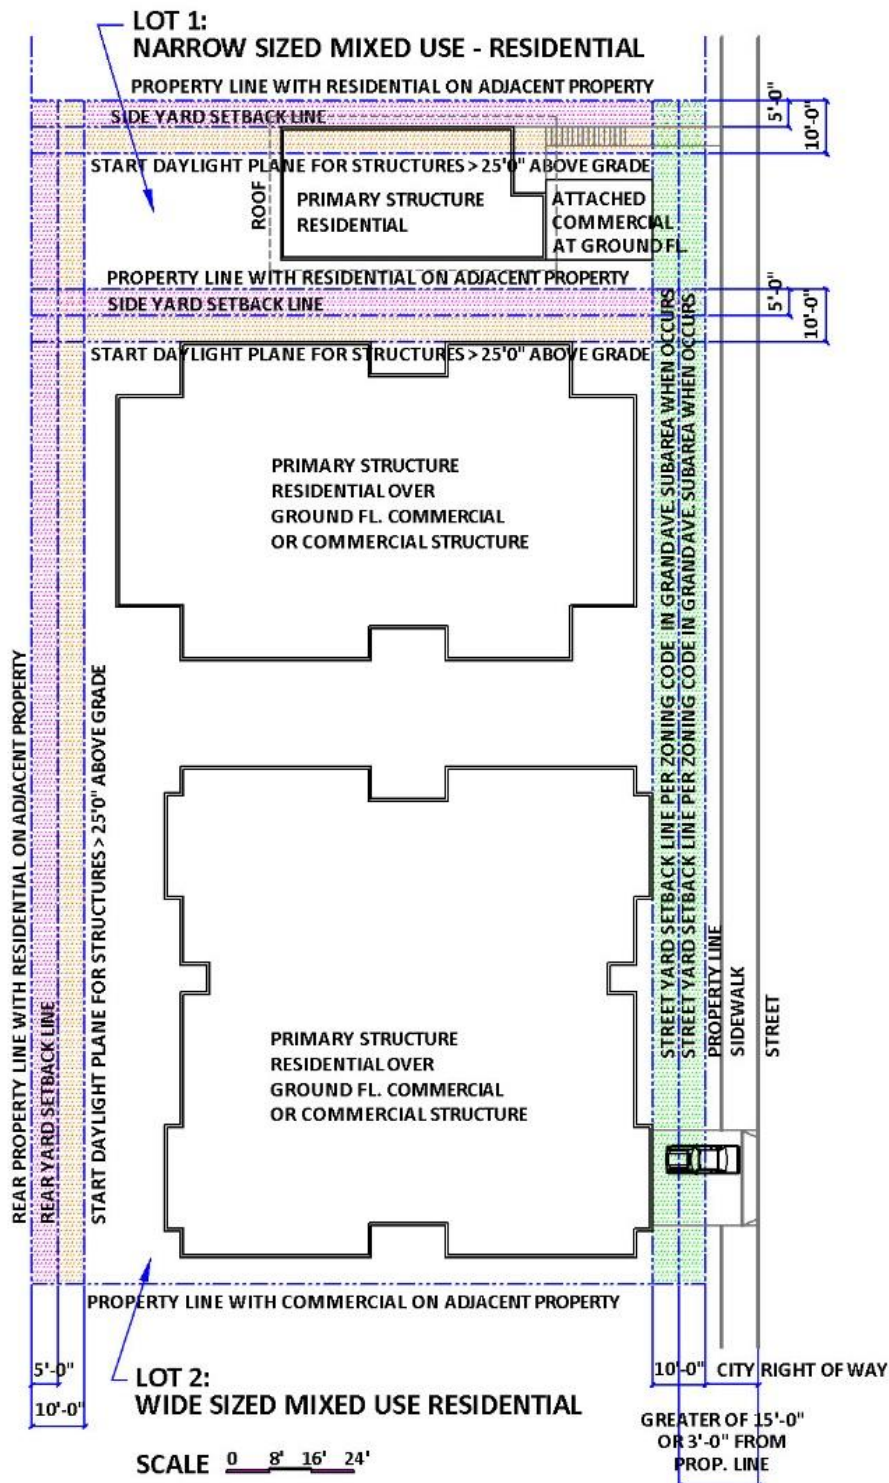 LOT 1:
NARROW SIZED MIXED USE - RESIDENTIAL
PROPERTY LINE WITH RESIDENTIAL ON ADJACENT PROPERTY
SIDE YARD SETBACK LINE
5'-0"
10'-0"
START DAYLIGHT PLANE FOR STRUCTURES > 25'0" ABOVE GRADE
ROOF
PRIMARY STRUCTURE
RESIDENTIAL
ATTACHED
COMMERCIAL
AT GROUND FL.
PROPERTY LINE WITH RESIDENTIAL ON ADJACENT PROPERTY
SIDE YARD SETBACK LINE
5'-0"
10'-0"
START DAYLIGHT PLANE FOR STRUCTURES > 25'0" ABOVE GRADE
PRIMARY STRUCTURE
RESIDENTIAL OVER
GROUND FL. COMMERCIAL
OR COMMERCIAL STRUCTURE
REAR PROPERTY LINE WITH RESIDENTIAL ON ADJACENT PROPERTY
REAR YARD SETBACK LINE
START DAYLIGHT PLANE FOR STRUCTURES > 25'0" ABOVE GRADE
STREET YARD SETBACK LINE PER ZONING CODE IN GRAND AVE. SUBAREA WHEN OCCURS
STREET YARD SETBACK LINE PER ZONING CODE IN GRAND AVE. SUBAREA WHEN OCCURS
PROPERTY LINE
SIDEWALK
STREET
PRIMARY STRUCTURE
RESIDENTIAL OVER
GROUND FL. COMMERCIAL
OR COMMERCIAL STRUCTURE
PROPERTY LINE WITH COMMERCIAL ON ADJACENT PROPERTY
5'-0"
10'-0"
LOT 2:
WIDE SIZED MIXED USE RESIDENTIAL
10'-0"
CITY RIGHT OF WAY
GREATER OF 15'-0"
OR 3'-0" FROM
PROP. LINE
SCALE 0 8' 16' 24'